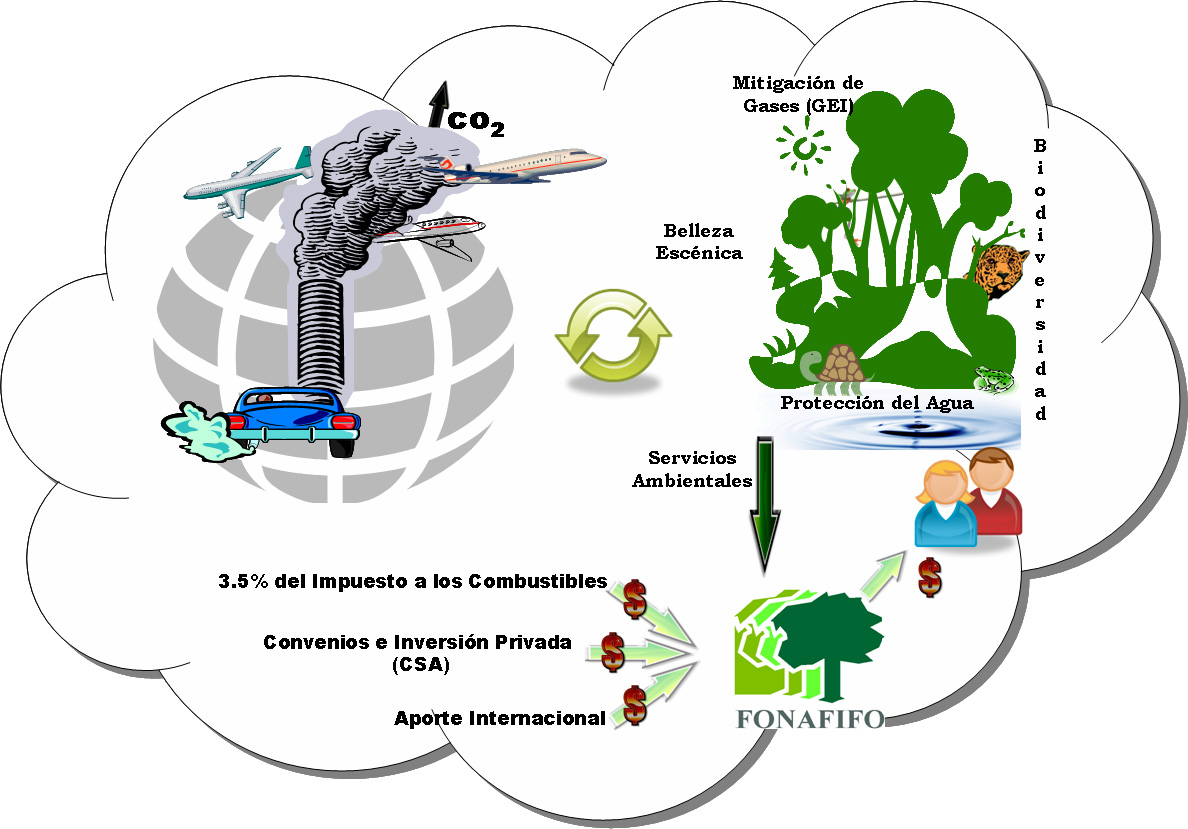 CO2
Mitigación de
Gases (GEI)
Biodiversidad
Belleza
Escénica
Protección del Agua
Servicios
Ambientales
3.5% del Impuesto a los Combustibles
$
Convenios e Inversión Privada
(CSA)
$
Aporte Internacional
$
$
FONAFIFO